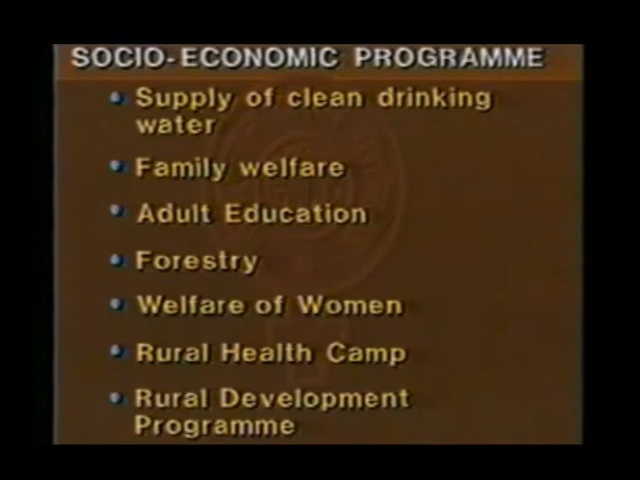 SOCIO-ECONOMIC PROGRAMME
Supply of clean drinking
water
Family welfare
Adult Education
Forestry
Welfare of Women
Rural Health Camp
Rural Development
Programme